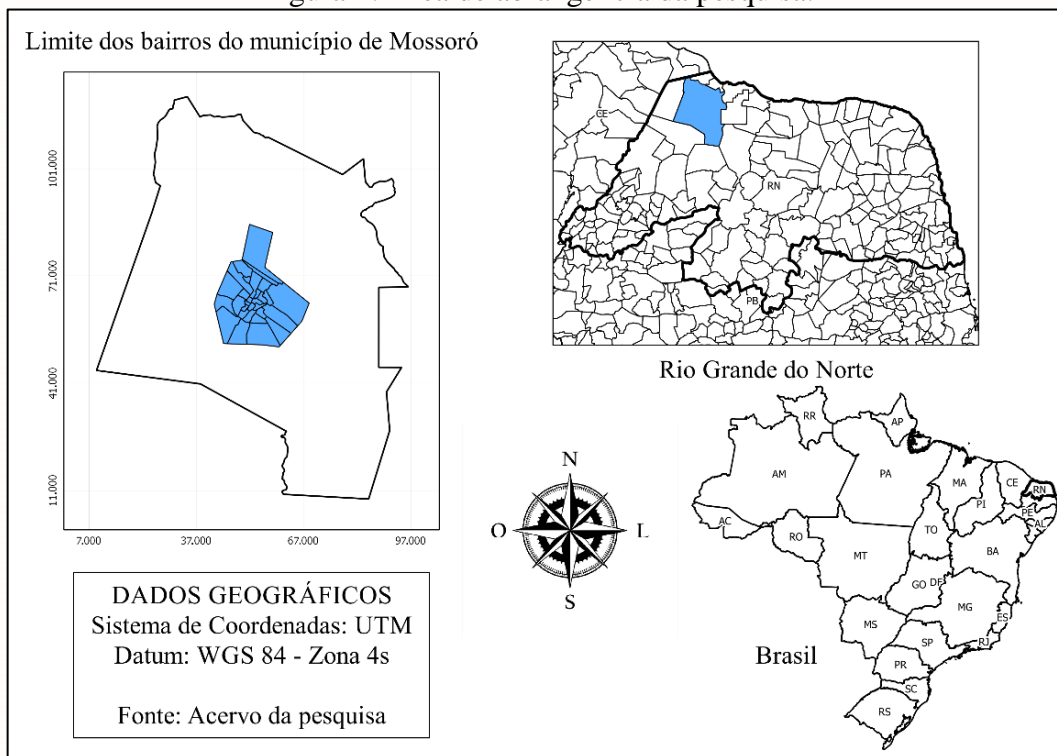 Limite dos bairros do município de Mossoró
101.000
71.000
41.000
11.000
7.000
37.000
67.000
97.000
CE
RN
PB
Rio Grande do Norte
N
O
L
S
RR
AP
AM
PA
MA
CE
RN
PI
PE
AL
AC
RO
TO
BA
MT
GO
DF
MG
ES
MS
SP
RJ
PR
SC
RS
Brasil
DADOS GEOGRÁFICOS
Sistema de Coordenadas: UTM
Datum: WGS 84 - Zona 4s
Fonte: Acervo da pesquisa